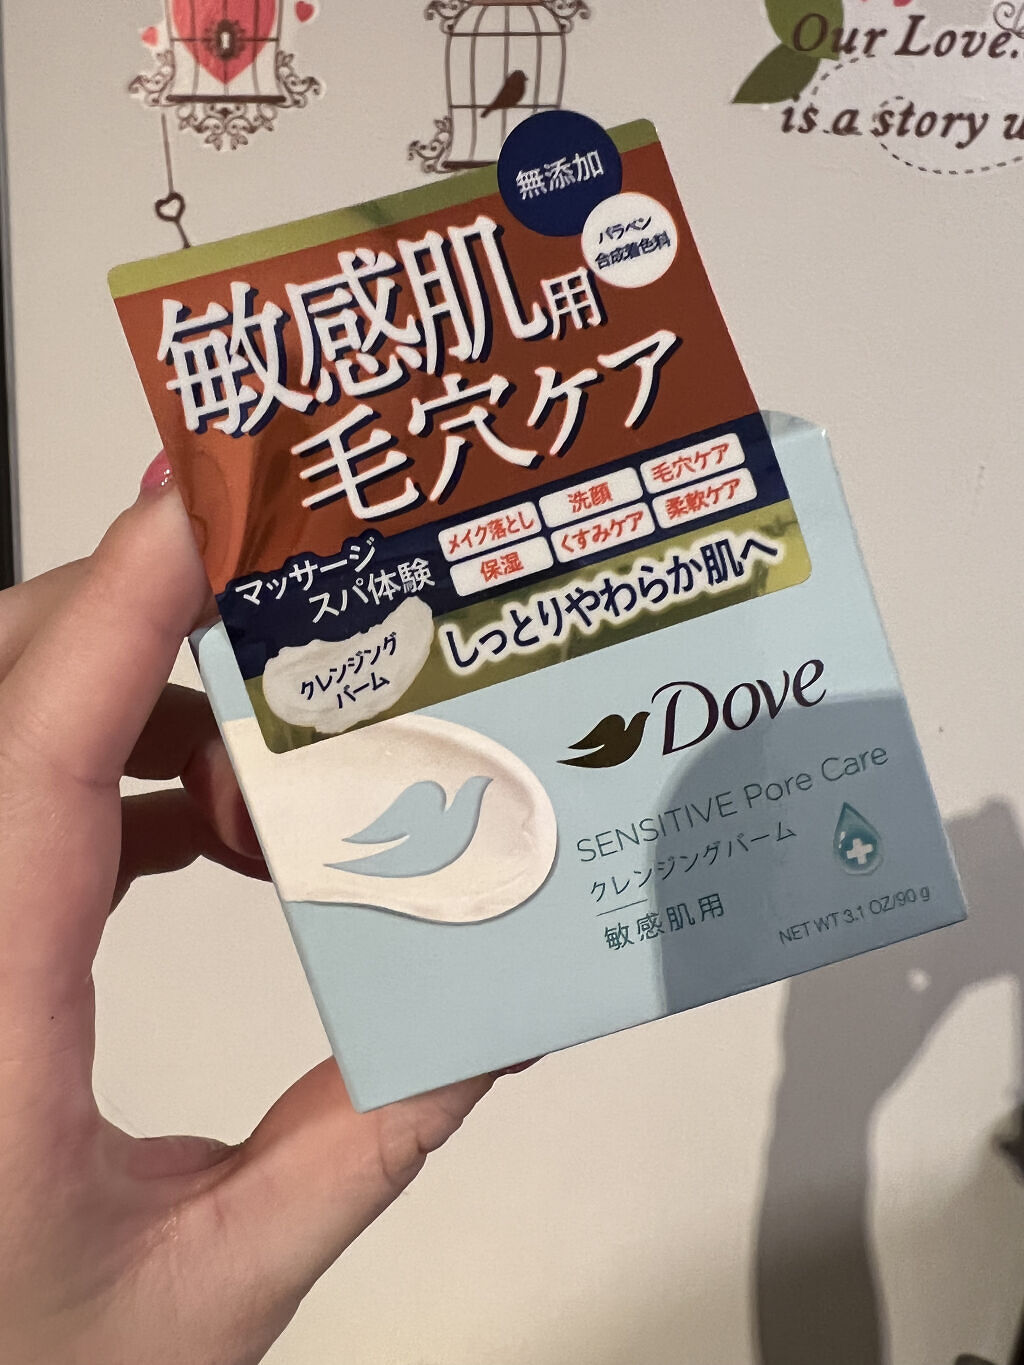 Our Love.
is a story
無添加
パラベン
合成着色料
敏感肌用
毛穴ケア
マッサージ
スパ体験
メイク落とし
洗顔
毛穴ケア
保湿
くすみケア
柔軟ケア
クレンジング
バーム
しっとりやわらか肌へ
Dove
SENSITIVE Pore Care
クレンジングバーム
敏感肌用
NET WT 3.1 OZ/90 g